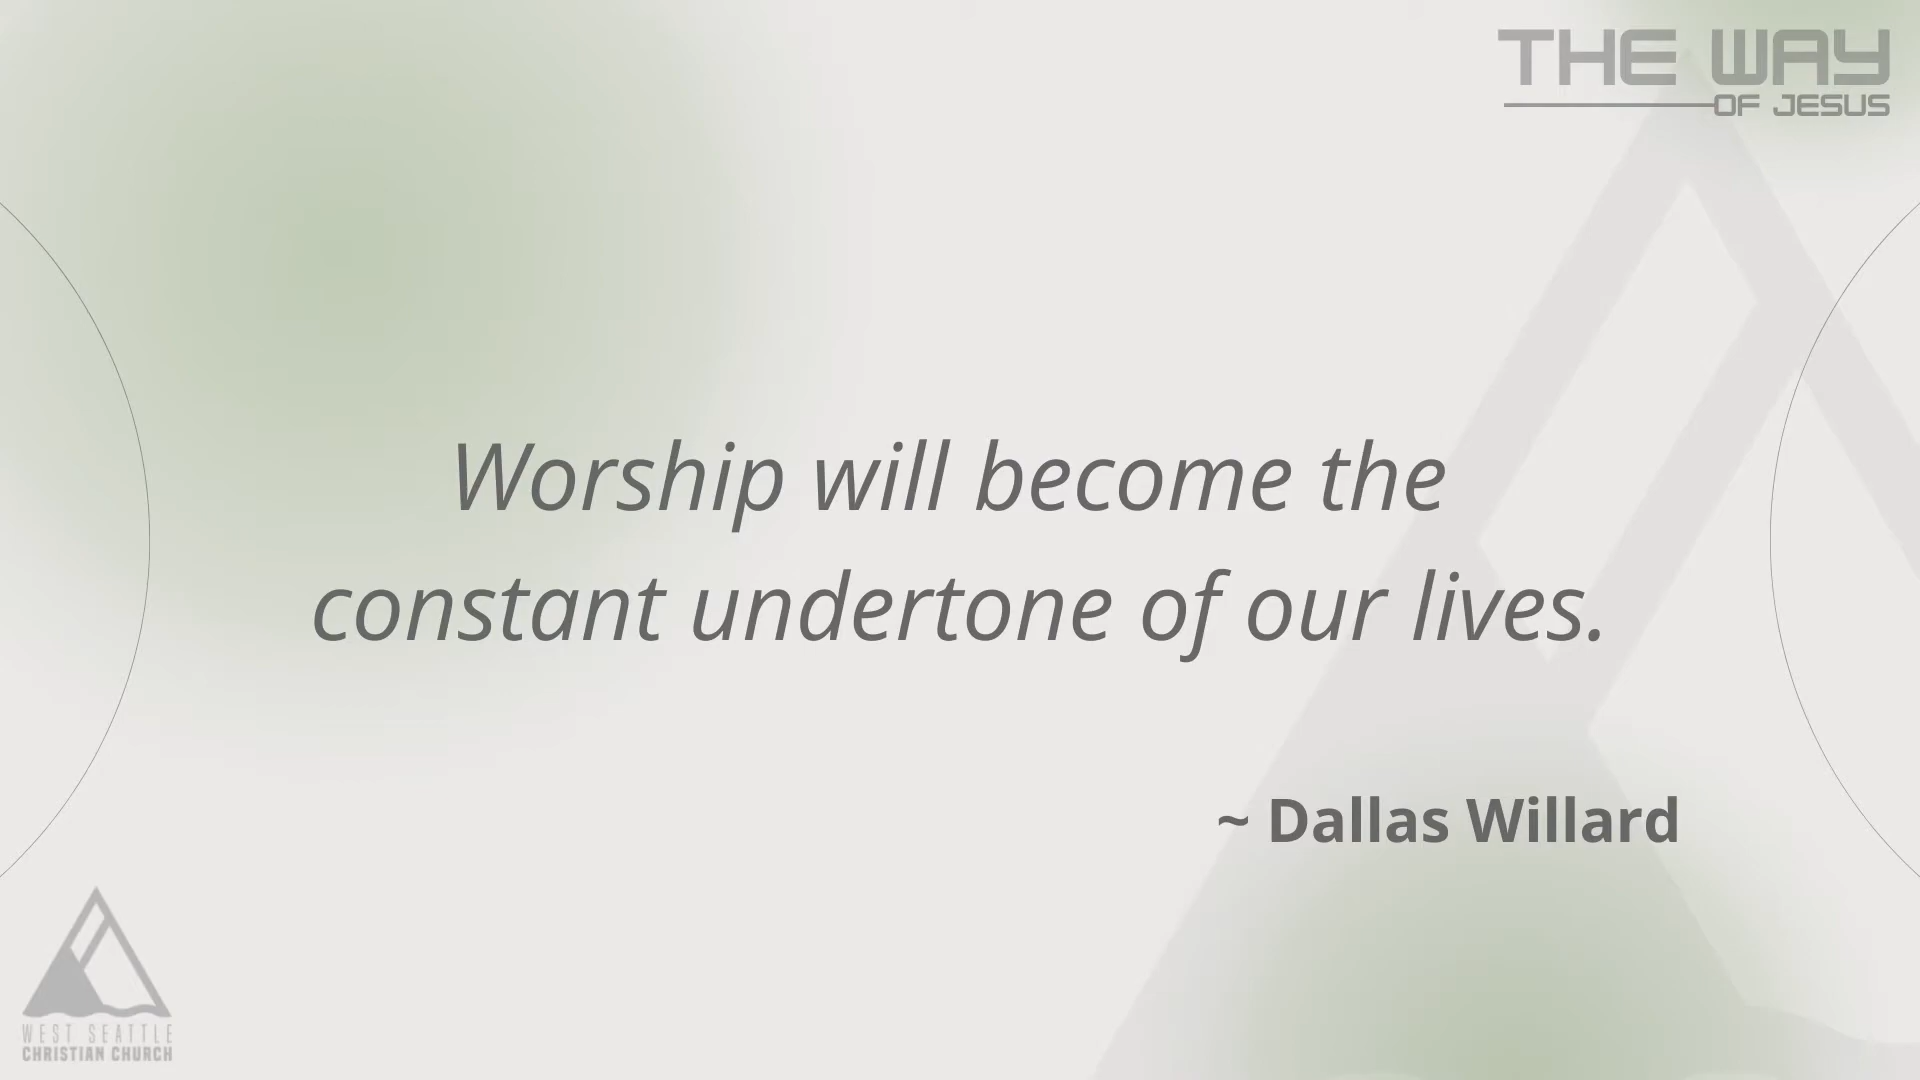 THE WAY
OF JESUS
Worship will become the
constant undertone of our lives.
~ Dallas Willard
WEST SEATTLE
CHRISTIAN CHURCH